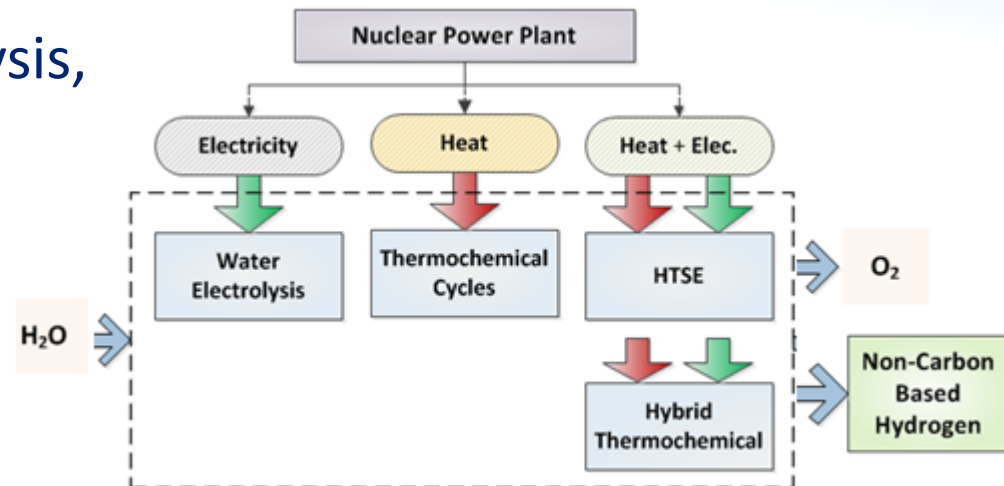 ysis,
Nuclear Power Plant
Electricity
Heat
Heat + Elec.
Water
Electrolysis
Thermochemical
Cycles
HTSE
O₂
H₂O
Non-Carbon
Based
Hydrogen
Hybrid
Thermochemical